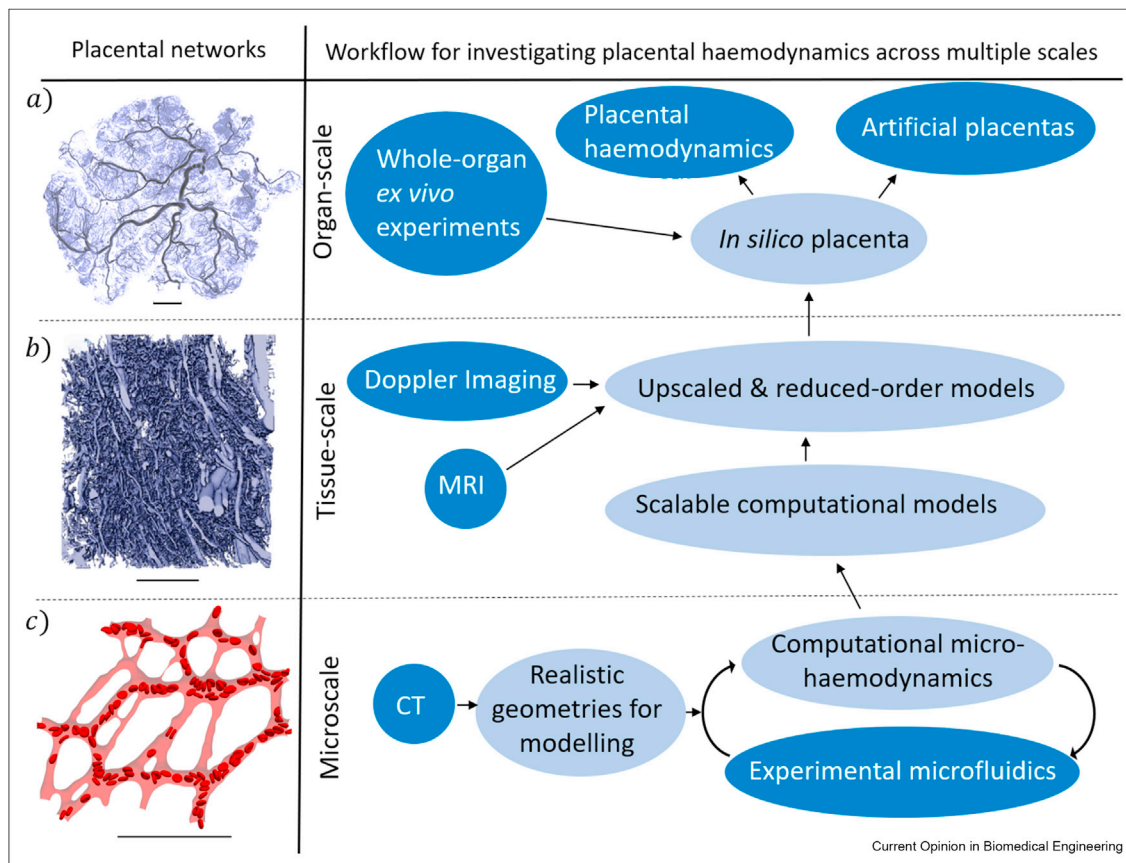 Placental networks
Workflow for investigating placental haemodynamics across multiple scales
a)
Organ-scale
Whole-organ
ex vivo
experiments
Placental
haemodynamics
Artificial placentas
In silico placenta
b)
Tissue-scale
Doppler Imaging
Upscaled & reduced-order models
MRI
Scalable computational models
c)
Microscale
CT
Realistic
geometries for
modelling
Computational micro-
haemodynamics
Experimental microfluidics
Current Opinion in Biomedical Engineering